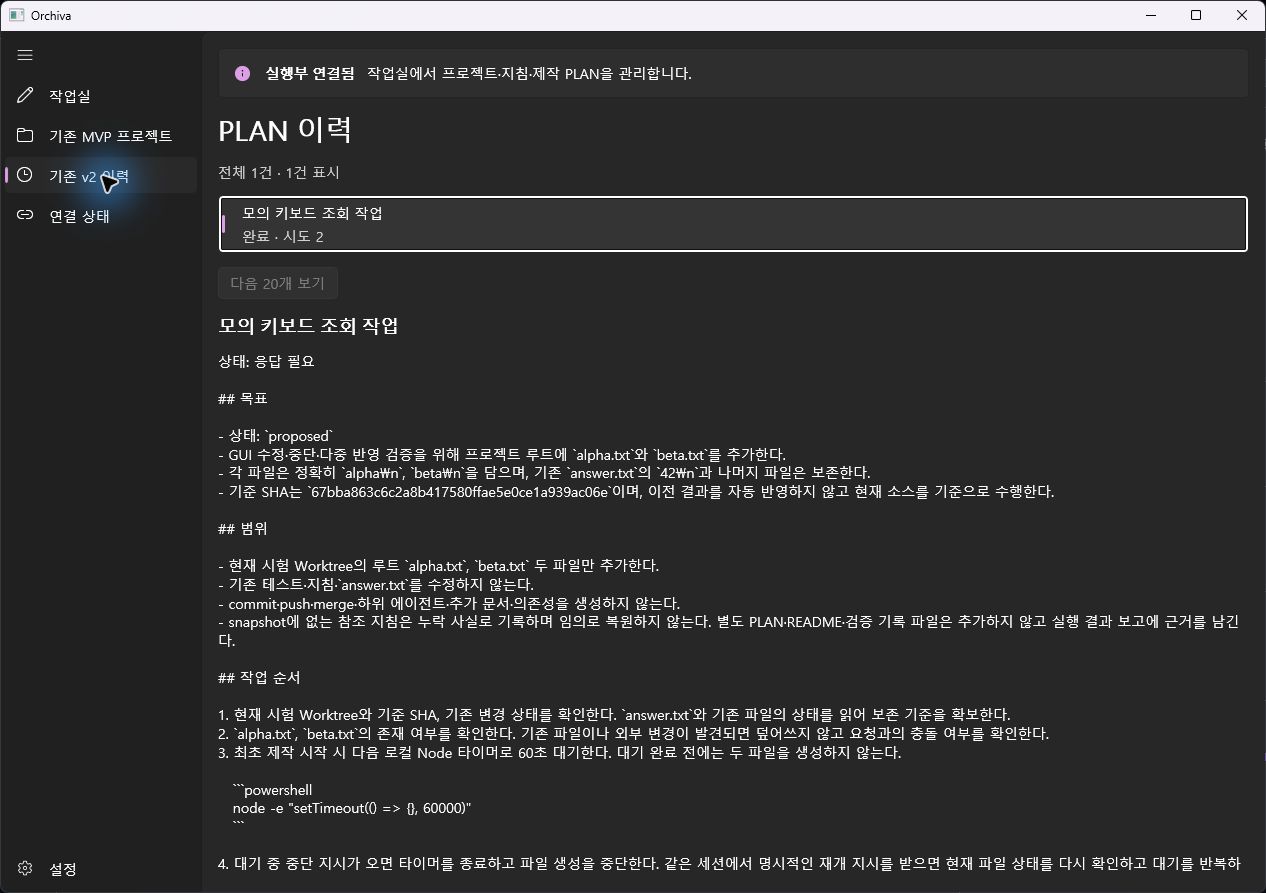 Orchiva
실행부 연결됨 작업실에서 프로젝트·지침·제작 PLAN을 관리합니다.
작업실
기존 MVP 프로젝트
기존 v2 이력
연결 상태
설정
PLAN 이력
전체 1건 · 1건 표시
모의 키보드 조회 작업
완료 · 시도 2
다음 20개 보기
모의 키보드 조회 작업
상태: 응답 필요
## 목표
- 상태: `proposed`
- GUI 수정·중단·다중 반영 검증을 위해 프로젝트 루트에 `alpha.txt`와 `beta.txt`를 추가한다.
- 각 파일은 정확히 `alpha₩n`, `beta₩n`을 담으며, 기존 `answer.txt`의 `42₩n`과 나머지 파일은 보존한다.
- 기준 SHA는 `67bba863c6c2a8b417580ffae5e0ce1a939ac06e`이며, 이전 결과를 자동 반영하지 않고 현재 소스를 기준으로 수행한다.
## 범위
- 현재 시험 Worktree의 루트 `alpha.txt`, `beta.txt` 두 파일만 추가한다.
- 기존 테스트·지침·`answer.txt`를 수정하지 않는다.
- commit·push·merge·하위 에이전트·추가 문서·의존성을 생성하지 않는다.
- snapshot에 없는 참조 지침은 누락 사실로 기록하며 임의로 복원하지 않는다. 별도 PLAN·README·검증 기록 파일은 추가하지 않고 실행 결과 보고에 근거를 남긴
다.
## 작업 순서
1. 현재 시험 Worktree와 기준 SHA, 기존 변경 상태를 확인한다. `answer.txt`와 기존 파일의 상태를 읽어 보존 기준을 확보한다.
2. `alpha.txt`, `beta.txt`의 존재 여부를 확인한다. 기존 파일이나 외부 변경이 발견되면 덮어쓰지 않고 요청과의 충돌 여부를 확인한다.
3. 최초 제작 시작 시 다음 로컬 Node 타이머로 60초 대기한다. 대기 완료 전에는 두 파일을 생성하지 않는다.
```powershell
node -e "setTimeout(() => {}, 60000)"
```
4. 대기 중 중단 지시가 오면 타이머를 종료하고 파일 생성을 중단한다. 같은 세션에서 명시적인 재개 지시를 받으면 현재 파일 상태를 다시 확인하고 대기를 반복하